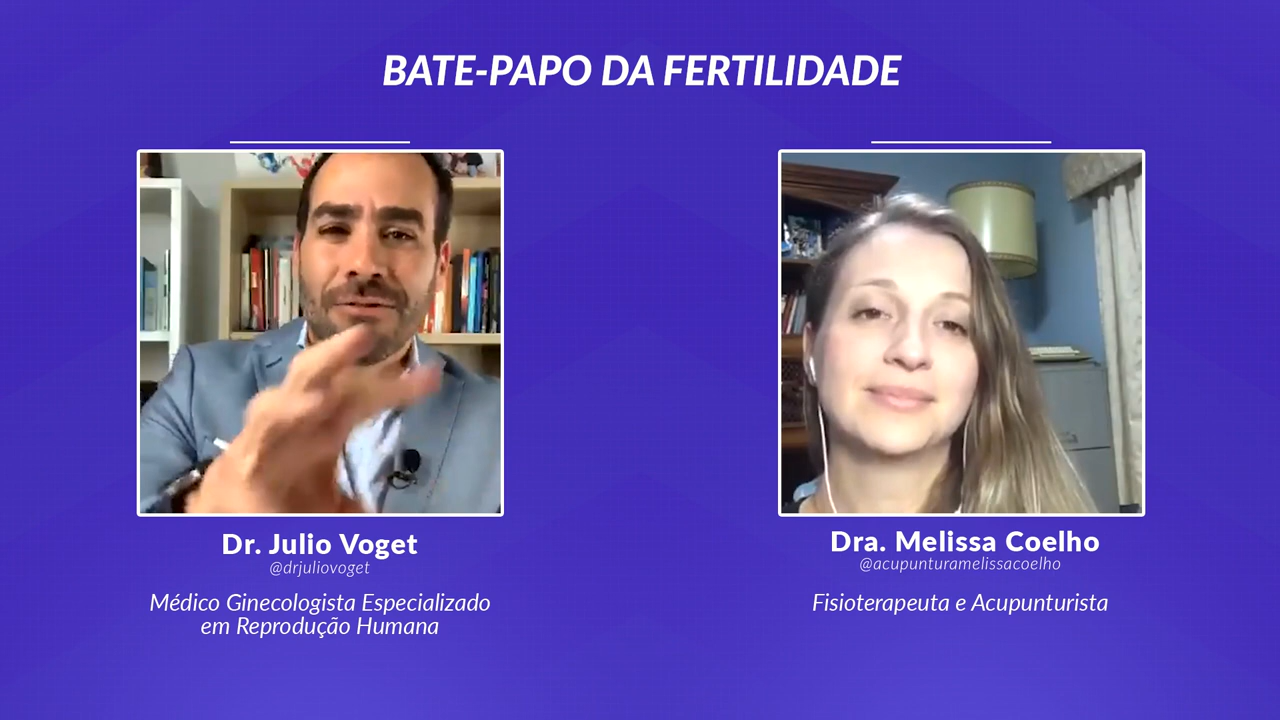 BATE-PAPO DA FERTILIDADE
Dr. Julio Voget
@drjuliovoget
Médico Ginecologista Especializado
em Reprodução Humana
Dra. Melissa Coelho
@acupunturamelissacoelho
Fisioterapeuta e Acupunturista